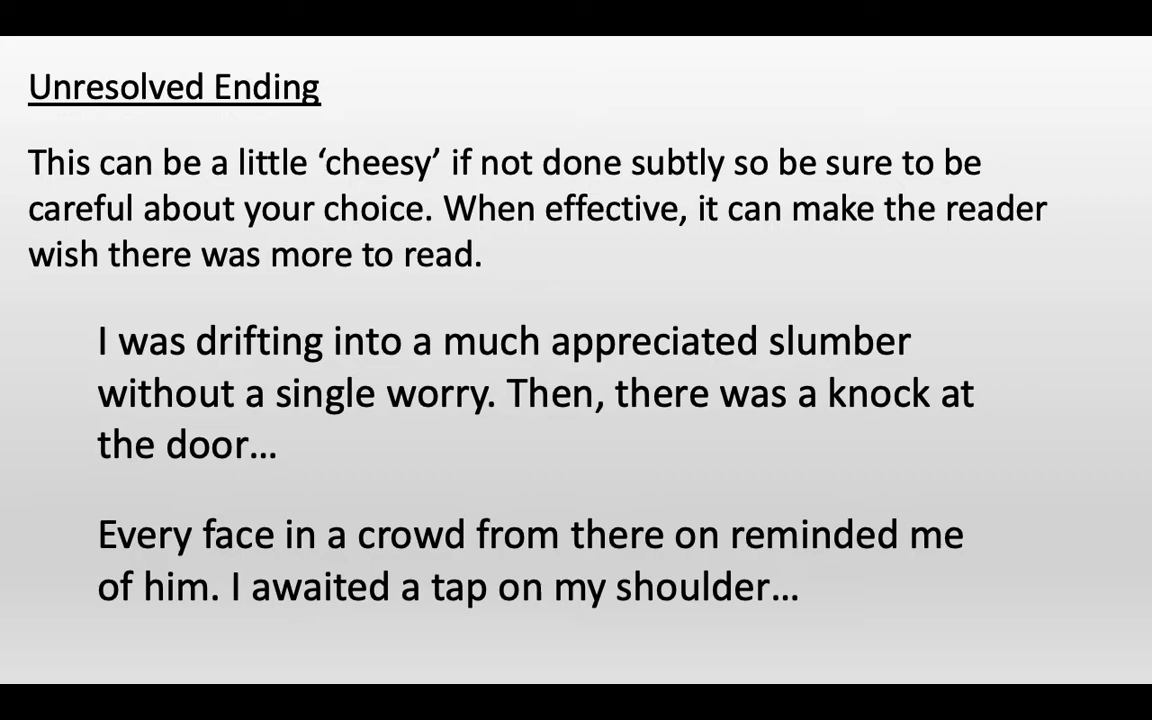 Unresolved Ending
This can be a little ‘cheesy’ if not done subtly so be sure to be
careful about your choice. When effective, it can make the reader
wish there was more to read.
I was drifting into a much appreciated slumber
without a single worry. Then, there was a knock at
the door…
Every face in a crowd from there on reminded me
of him. I awaited a tap on my shoulder…